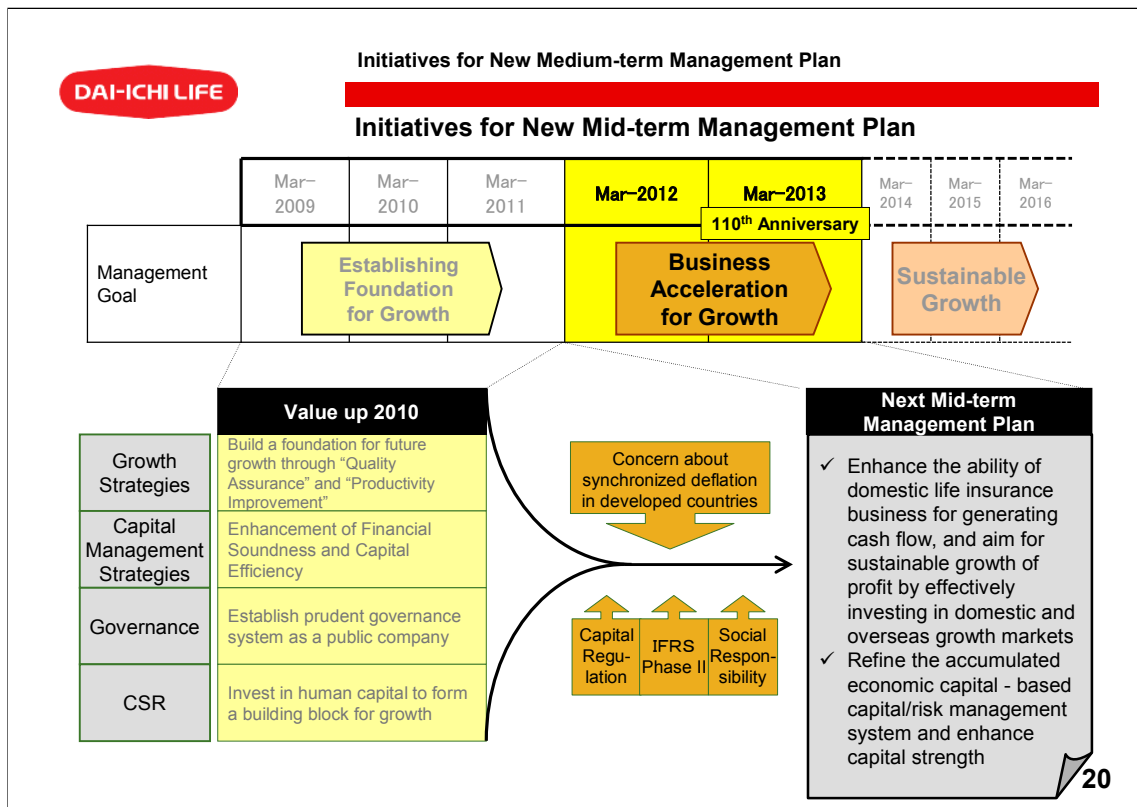 Initiatives for New Medium-term Management Plan
DAI-ICHI LIFE
Initiatives for New Mid-term Management Plan
Mar-
2009
Mar-
2010
Mar-
2011
Mar-2012
Mar-2013
Mar-
2014
Mar-
2015
Mar-
2016
110th Anniversary
Management
Goal
Establishing
Foundation
for Growth
Business
Acceleration
for Growth
Sustainable
Growth
Value up 2010
Growth
Strategies
Build a foundation for future
growth through “Quality
Assurance” and “Productivity
Improvement”
Capital
Management
Strategies
Enhancement of Financial
Soundness and Capital
Efficiency
Governance
Establish prudent governance
system as a public company
CSR
Invest in human capital to form
a building block for growth
Concern about
synchronized deflation
in developed countries
Capital
Regu-
lation
IFRS
Phase II
Social
Respon-
sibility
Next Mid-term
Management Plan
✓ Enhance the ability of
domestic life insurance
business for generating
cash flow, and aim for
sustainable growth of
profit by effectively
investing in domestic and
overseas growth markets
✓ Refine the accumulated
economic capital - based
capital/risk management
system and enhance
capital strength
20